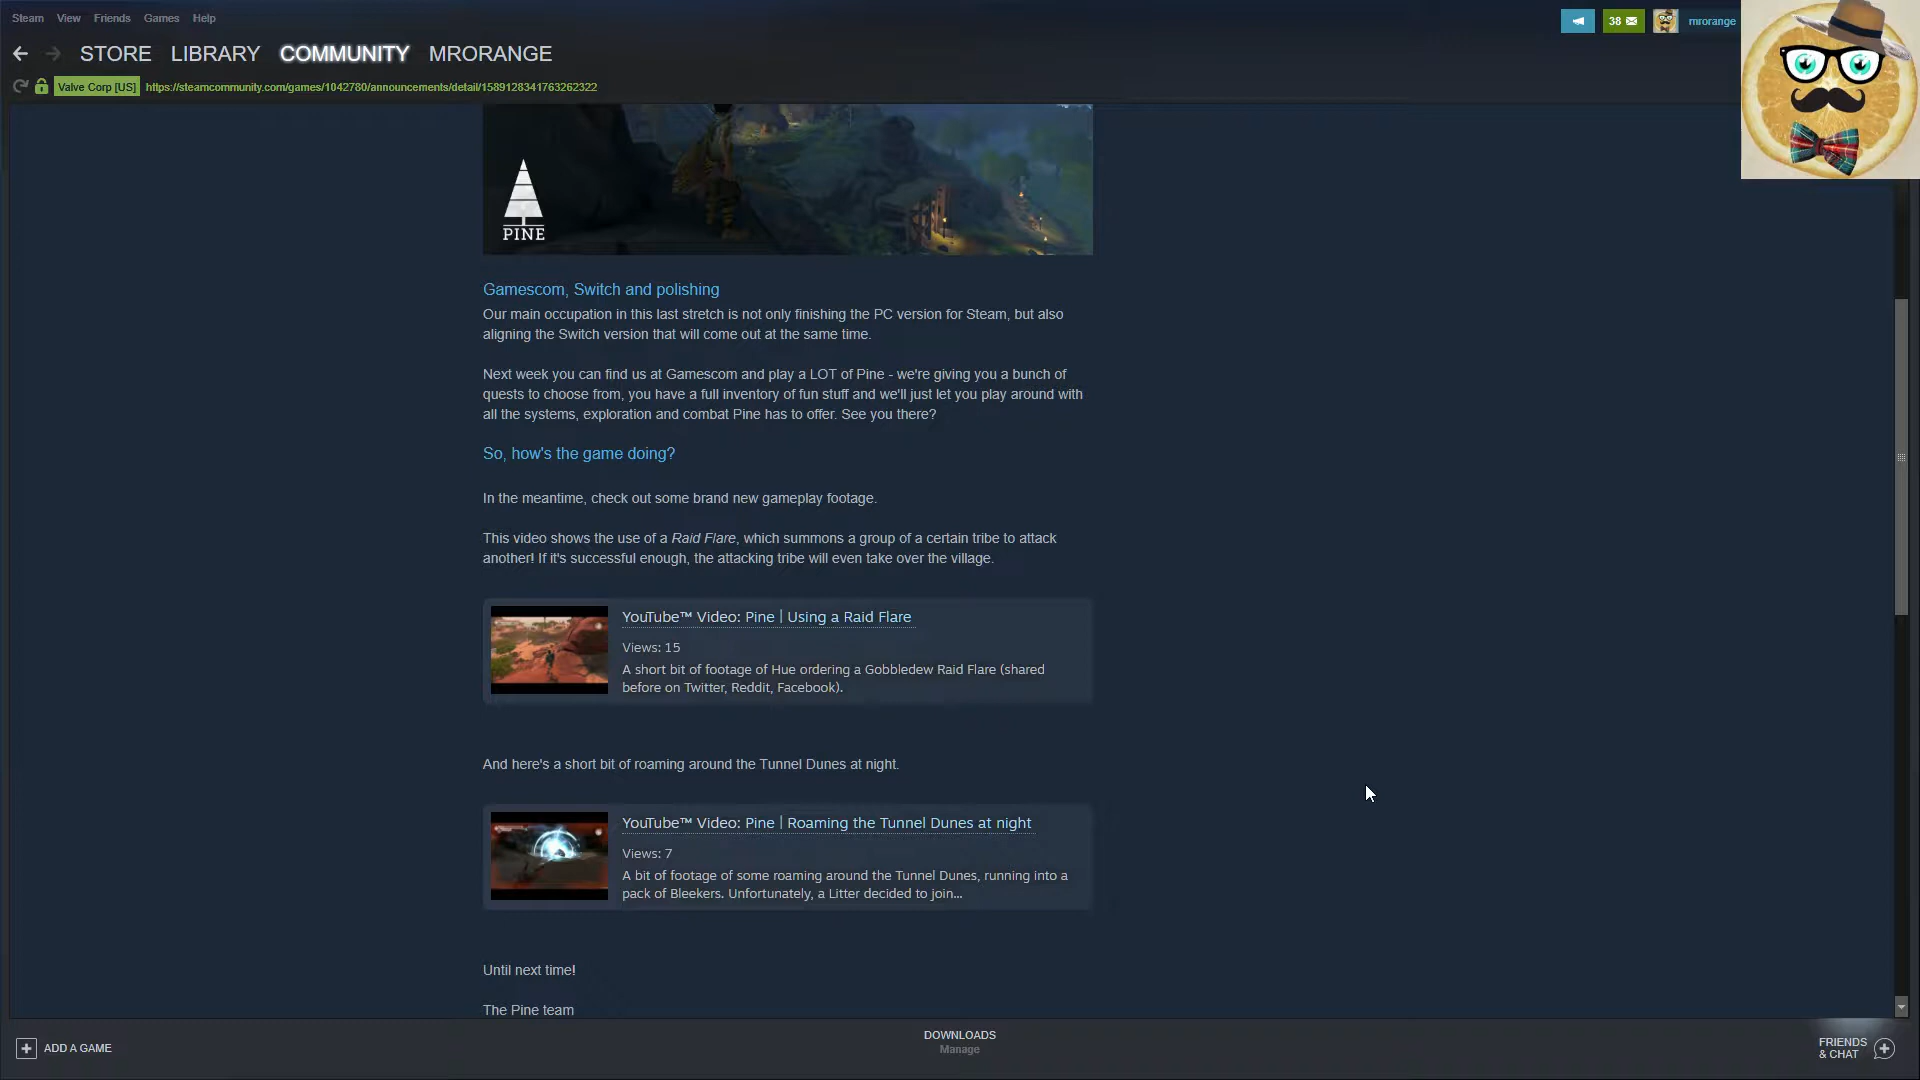 Steam View Friends Games Help
38
mrorange
STORE LIBRARY COMMUNITY MRORANGE
Valve Corp [US] https://steamcommunity.com/games/1042780/announcements/detail/1589128341763262322
PINE
Gamescom, Switch and polishing
Our main occupation in this last stretch is not only finishing the PC version for Steam, but also
aligning the Switch version that will come out at the same time.
Next week you can find us at Gamescom and play a LOT of Pine - we're giving you a bunch of
quests to choose from, you have a full inventory of fun stuff and we'll just let you play around with
all the systems, exploration and combat Pine has to offer. See you there?
So, how's the game doing?
In the meantime, check out some brand new gameplay footage.
This video shows the use of a Raid Flare, which summons a group of a certain tribe to attack
another! If it's successful enough, the attacking tribe will even take over the village.
YouTube™ Video: Pine | Using a Raid Flare
Views: 15
A short bit of footage of Hue ordering a Gobbledew Raid Flare (shared
before on Twitter, Reddit, Facebook).
And here's a short bit of roaming around the Tunnel Dunes at night.
YouTube™ Video: Pine | Roaming the Tunnel Dunes at night
Views: 7
A bit of footage of some roaming around the Tunnel Dunes, running into a
pack of Bleekers. Unfortunately, a Litter decided to join...
Until next time!
The Pine team
ADD A GAME
DOWNLOADS
Manage
FRIENDS
& CHAT